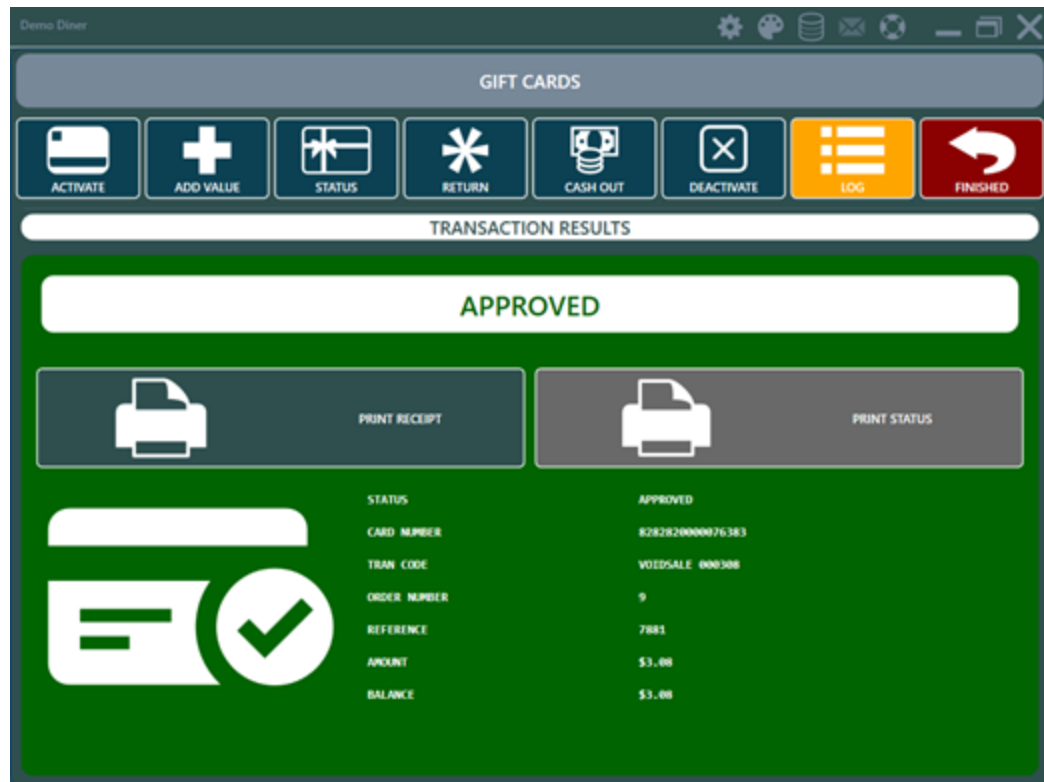 Demo Diner
GIFT CARDS
ACTIVATE
ADD VALUE
STATUS
RETURN
CASH OUT
DEACTIVATE
LOG
FINISHED
TRANSACTION RESULTS
APPROVED
PRINT RECEIPT
PRINT STATUS
STATUS APPROVED
CARD NUMBER 8282820000076383
TRAN CODE VOIDSALE 000308
ORDER NUMBER 9
REFERENCE 7881
AMOUNT $3.08
BALANCE $3.08